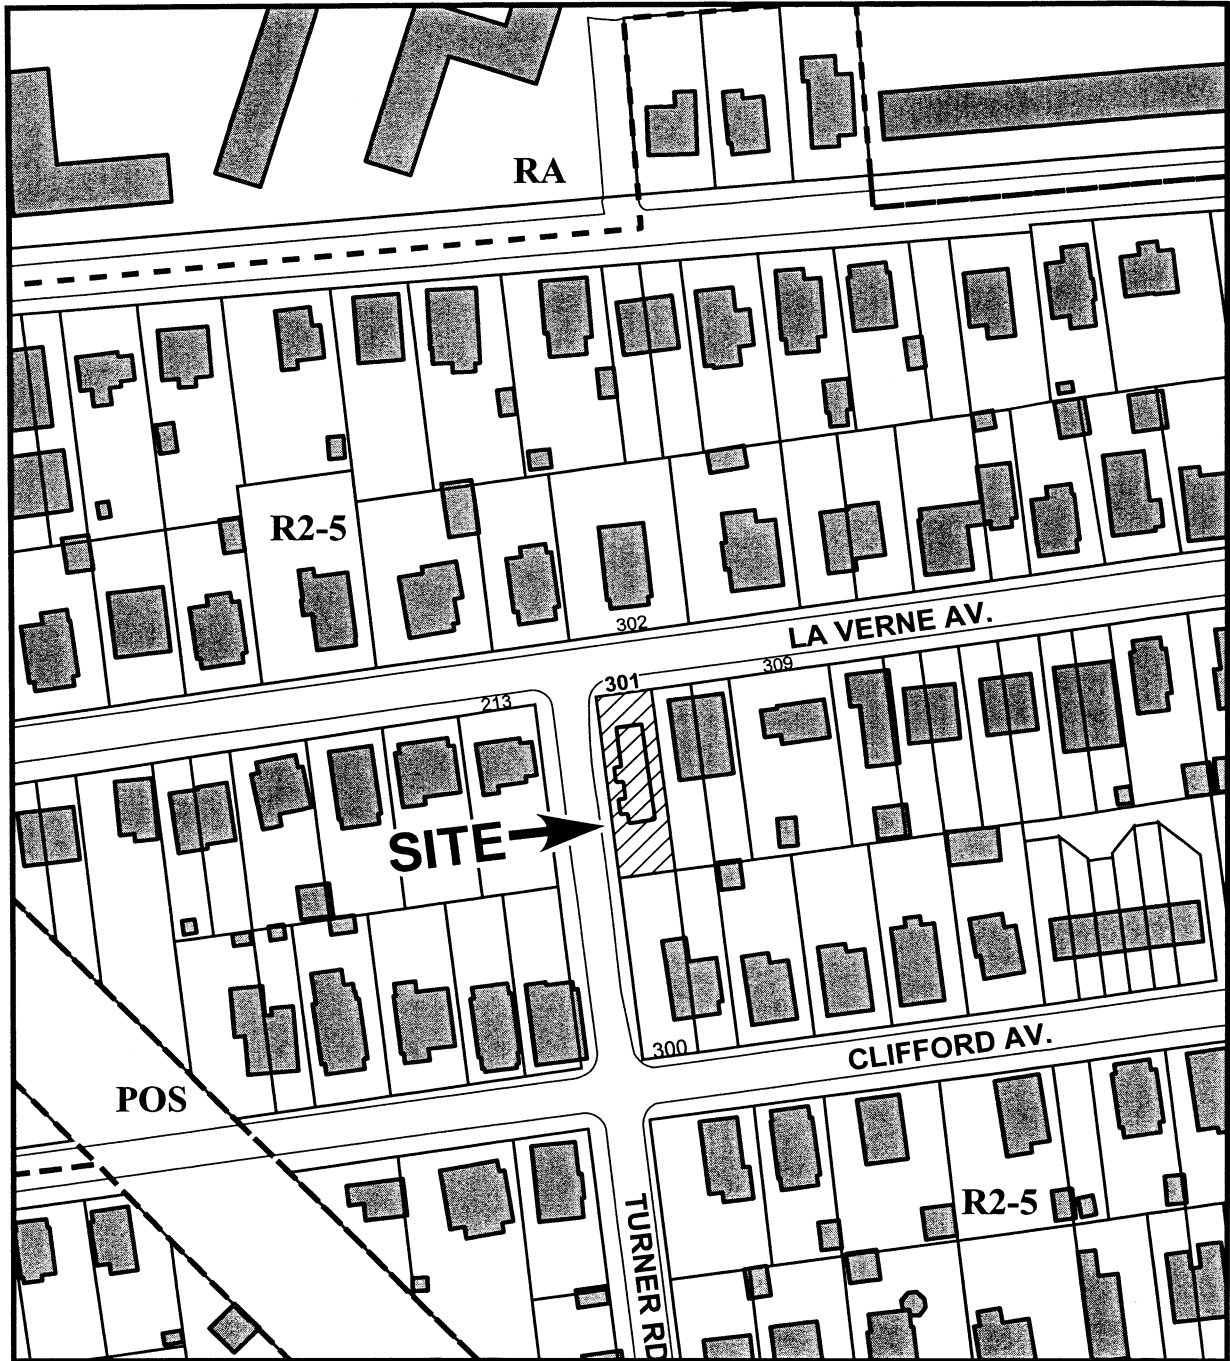 RA
R2-5
302
LA VERNE AV.
309
301
213
SITE
300
CLIFFORD AV.
POS
R2-5
TURNER RD